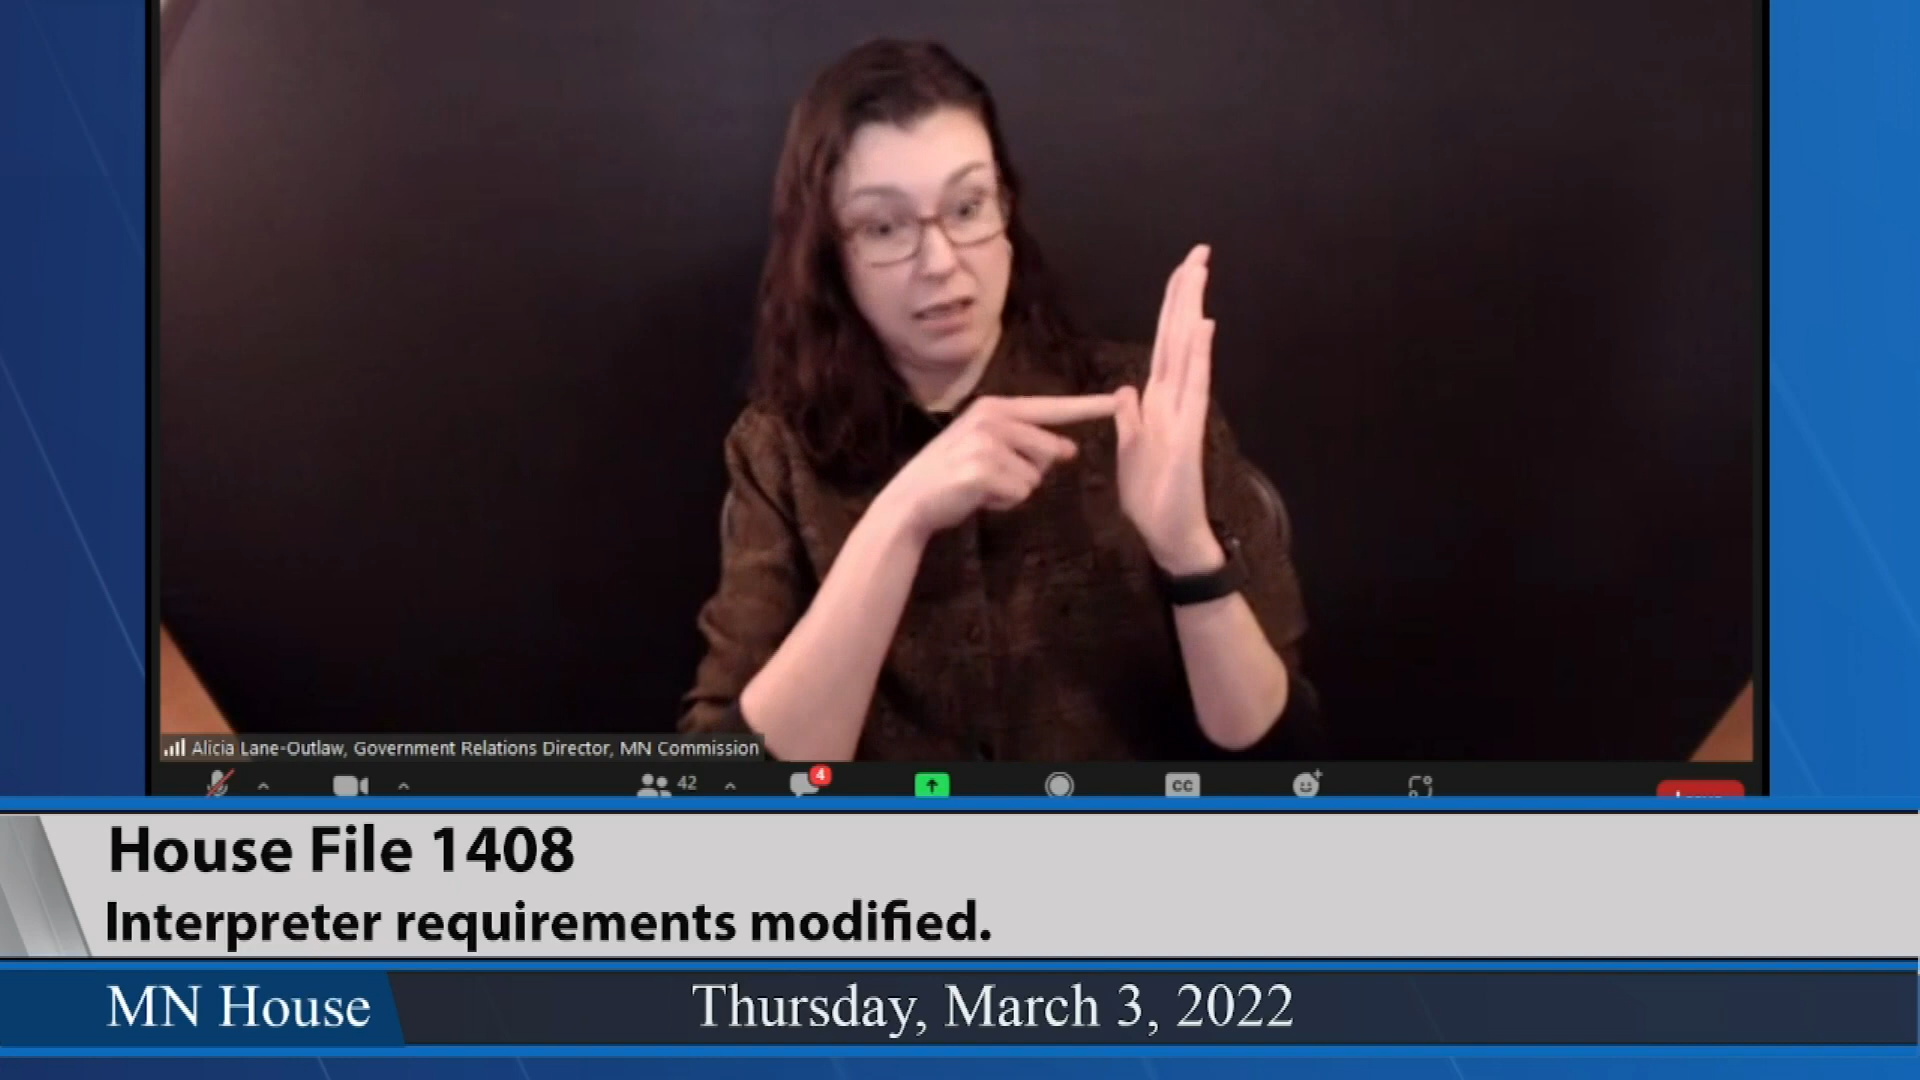 Alicia Lane-Outlaw, Government Relations Director, MN Commission
42
4
CC
House File 1408
Interpreter requirements modified.
MN House
Thursday, March 3, 2022